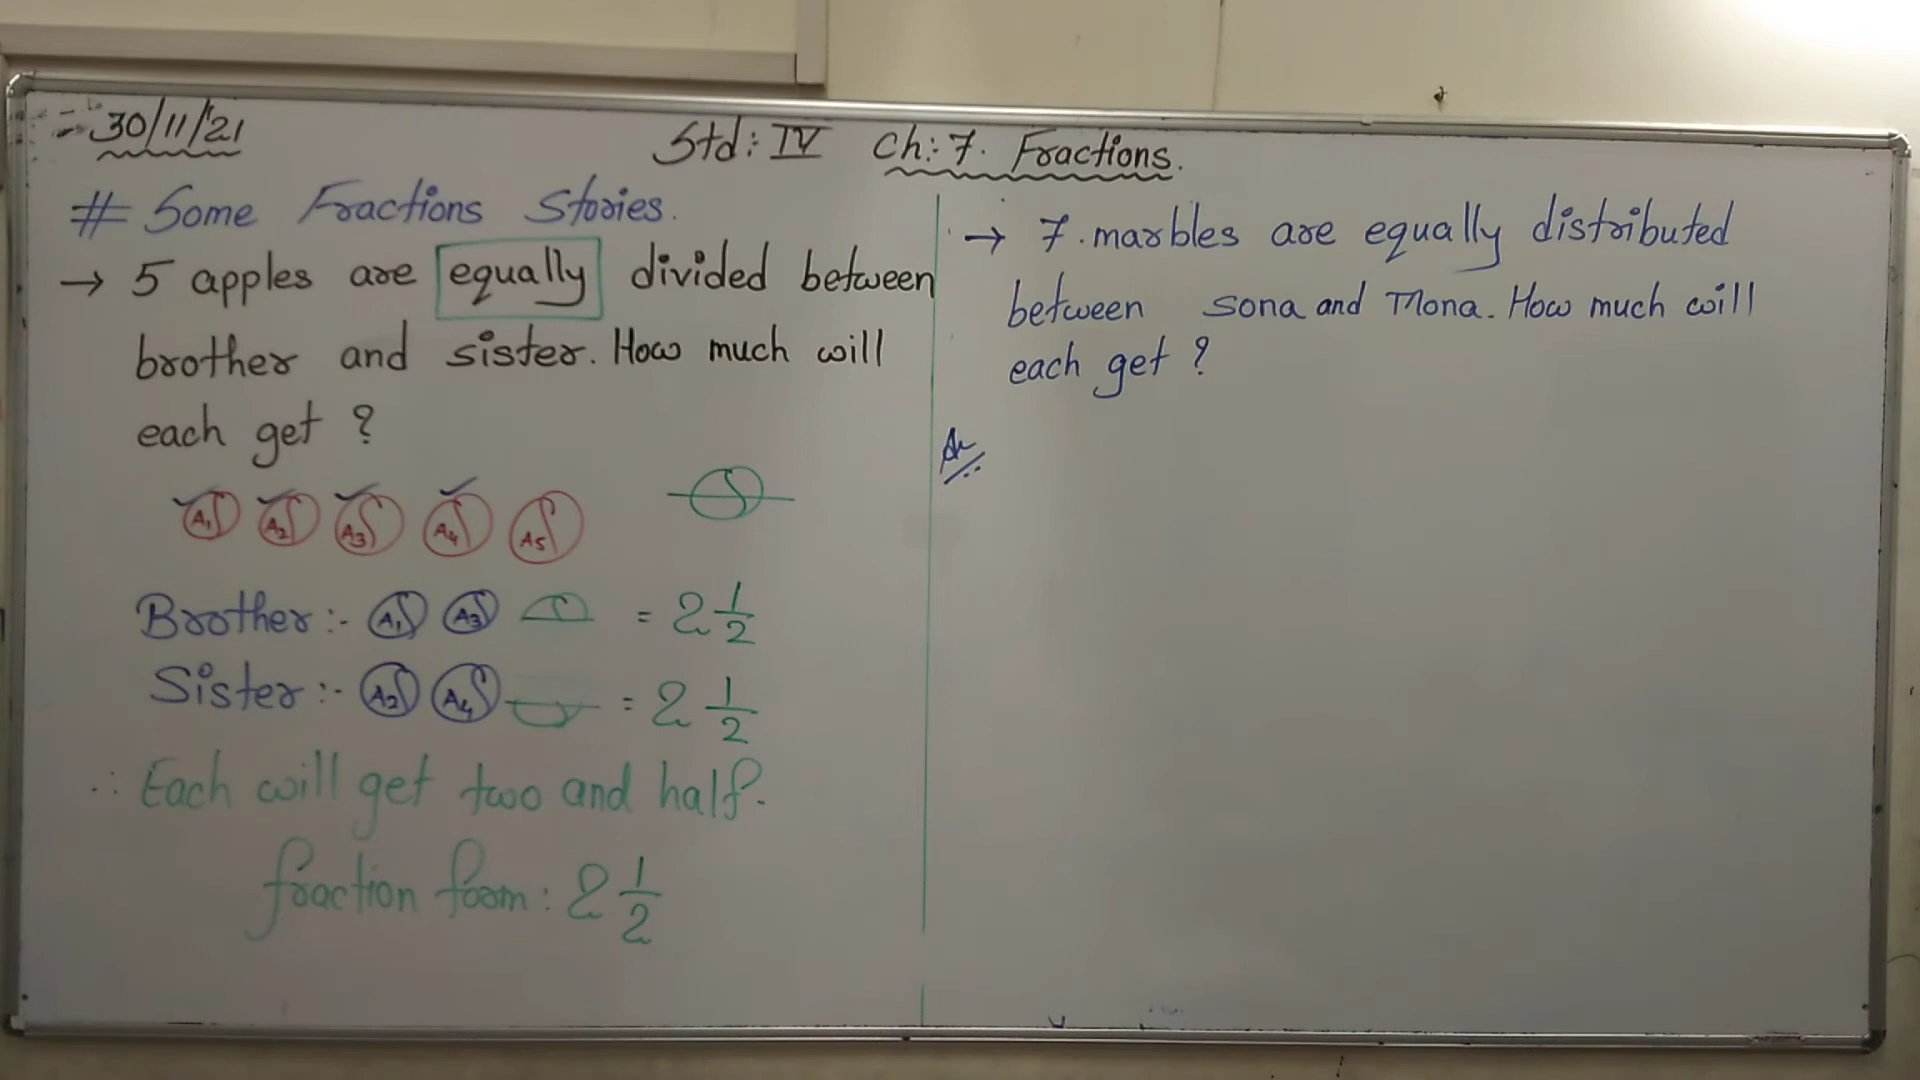 30/11/21
Std: IV Ch: 7. Fractions.
# Some Fractions Stories.
→ 5 apples are equally divided between
brother and sister. How much will
each get ?
A1 A2 A3 A4 A5
Brother :- A1 A3 = 2 1/2
Sister :- A2 A4 = 2 1/2
∴ Each will get two and half.
fraction form : 2 1/2
→ 7. marbles are equally distributed
between sona and Mona. How much will
each get ?